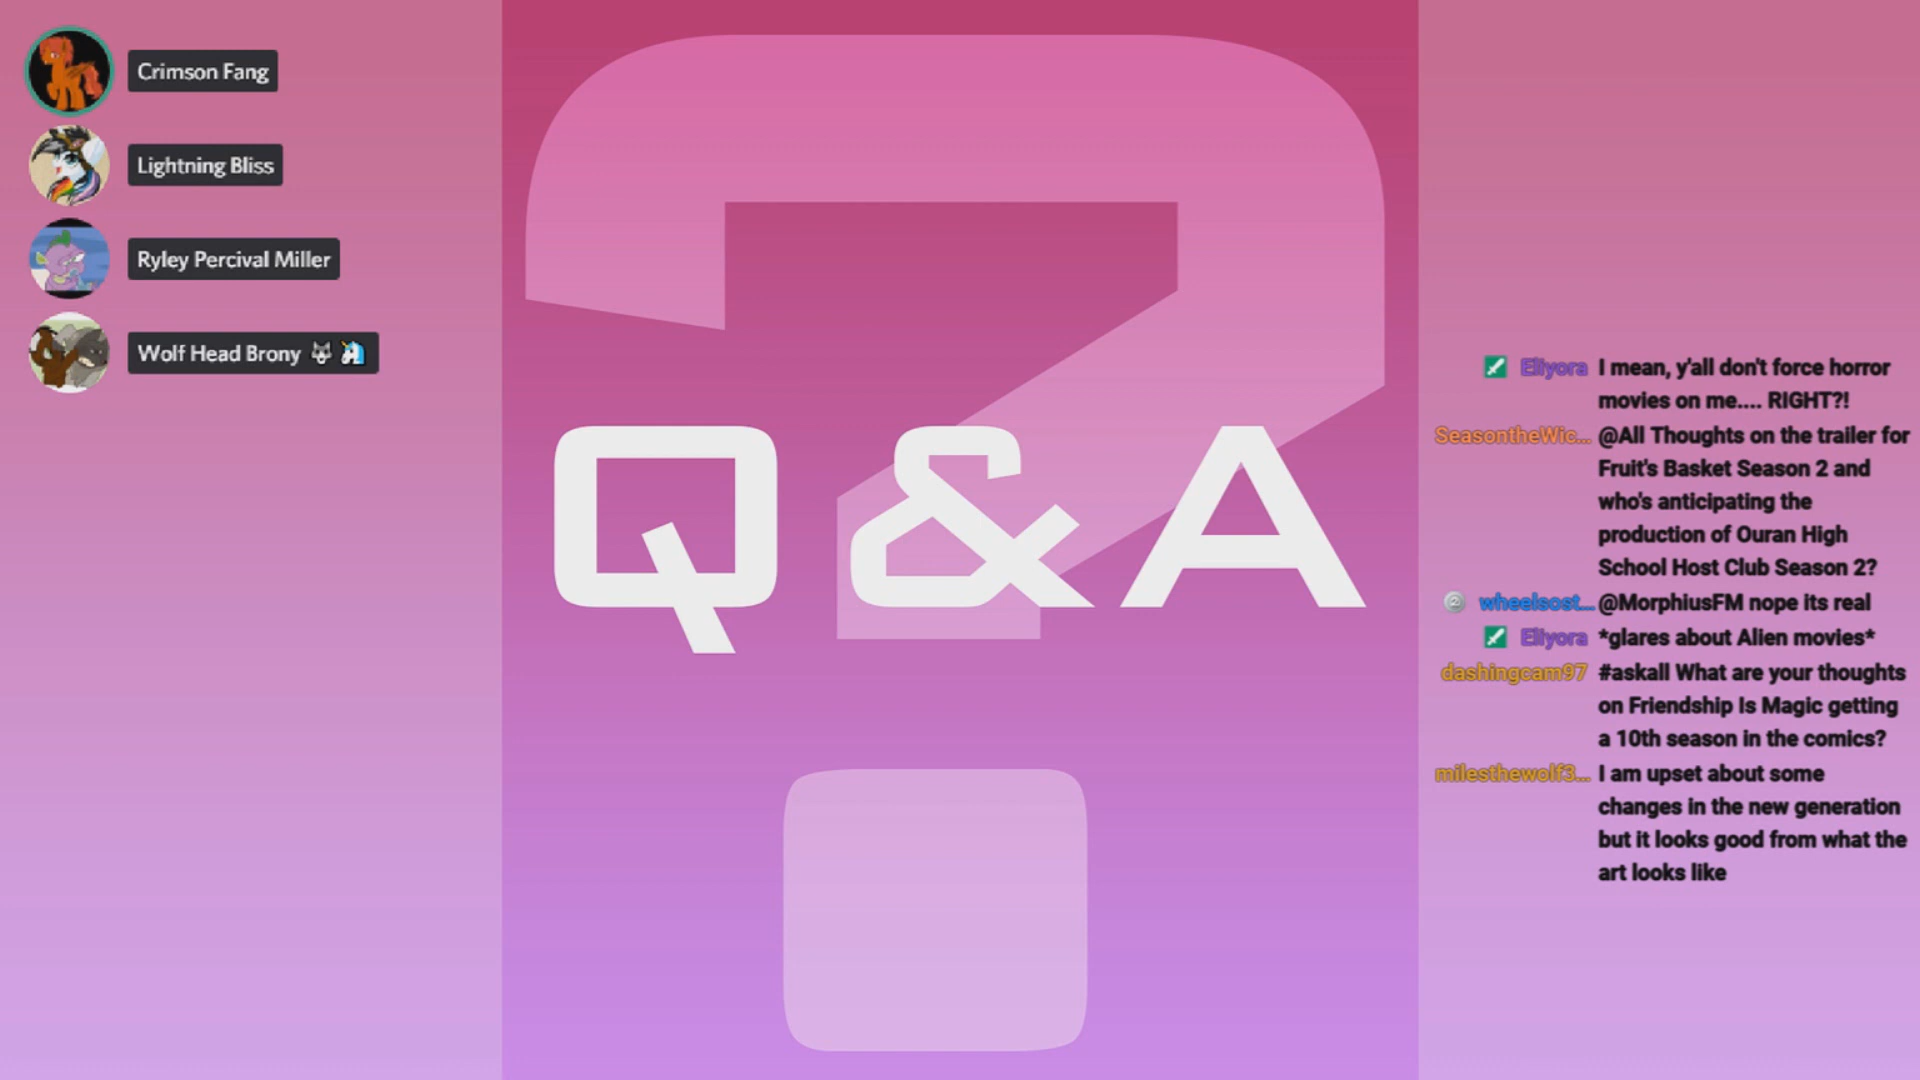 Crimson Fang
Lightning Bliss
Ryley Percival Miller
Wolf Head Brony 🐺 🦄
Q & A
Eliyora I mean, y'all don't force horror
movies on me.... RIGHT?!
SeasontheWic... @All Thoughts on the trailer for
Fruit's Basket Season 2 and
who's anticipating the
production of Ouran High
School Host Club Season 2?
wheelsost... @MorphiusFM nope its real
Eliyora *glares about Alien movies*
dashingcam97 #askall What are your thoughts
on Friendship Is Magic getting
a 10th season in the comics?
milesthewolf3... I am upset about some
changes in the new generation
but it looks good from what the
art looks like